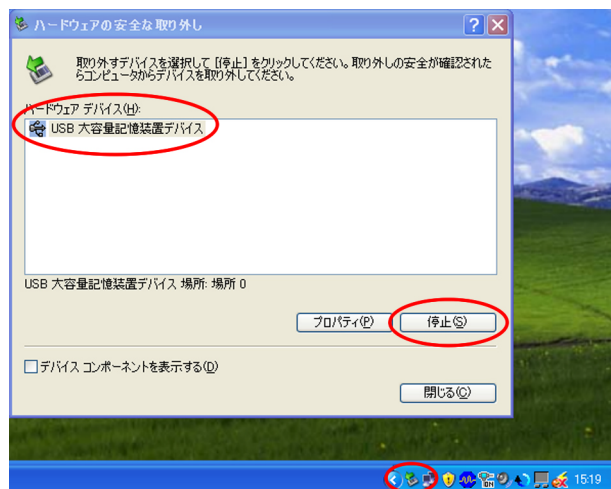 ハードウェアの安全な取り外し
取り外すデバイスを選択して [停止] をクリックしてください。取り外しの安全が確認された
らコンピュータからデバイスを取り外してください。
ハードウェア デバイス(H):
USB 大容量記憶装置デバイス
USB 大容量記憶装置デバイス 場所: 場所 0
プロパティ(P)
停止(S)
デバイス コンポーネントを表示する(D)
閉じる(C)
15:19